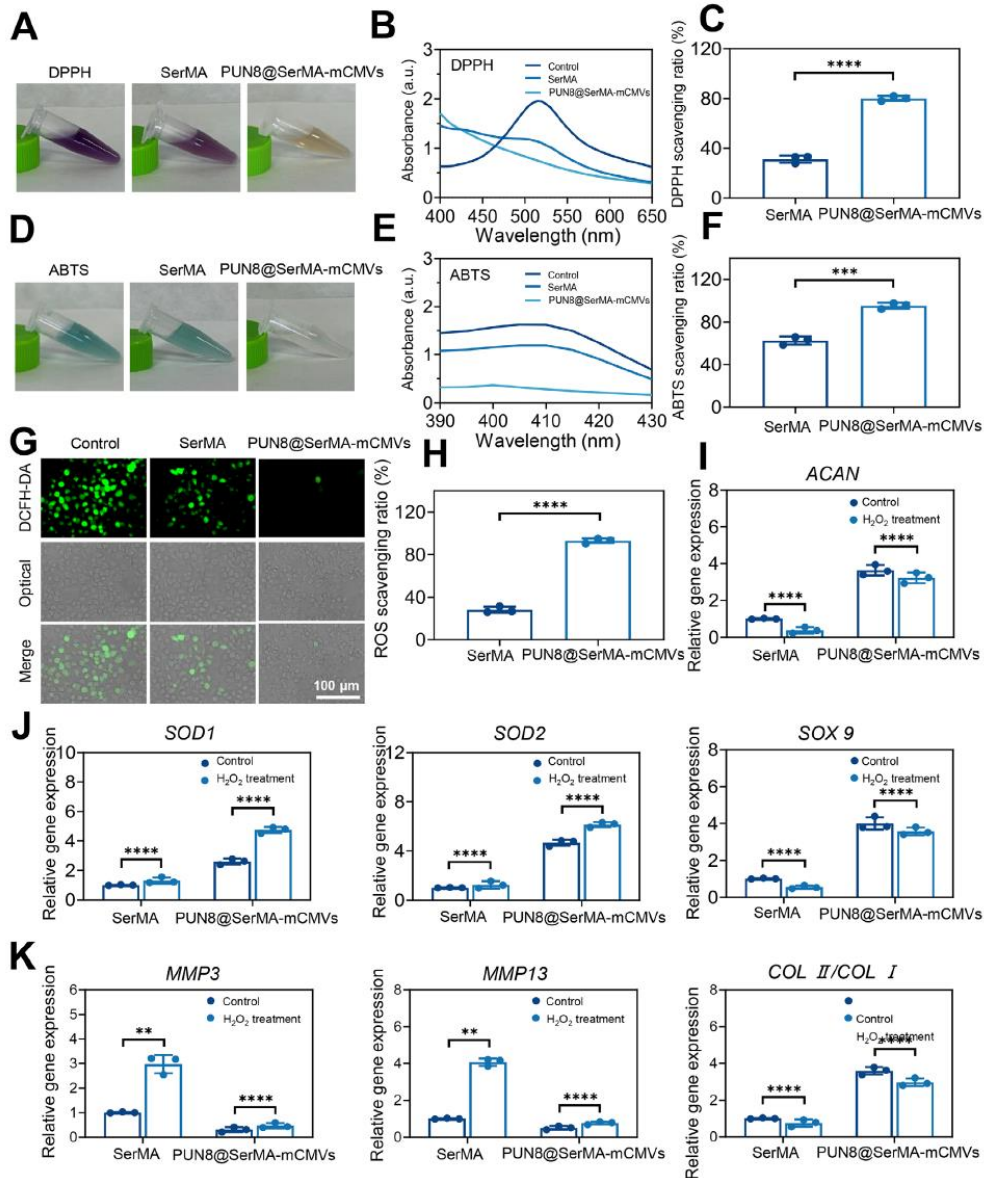 A
DPPH SerMA PUN8@SerMA-mCMVs
B
Absorbance (a.u.)
3
2
1
0
DPPH
Control
SerMA
PUN8@SerMA-mCMVs
400 450 500 550 600 650
Wavelength (nm)
C
DPPH scavenging ratio (%)
120
80
40
0
****
SerMA PUN8@SerMA-mCMVs
D
ABTS SerMA PUN8@SerMA-mCMVs
E
Absorbance (a.u.)
3
2
1
0
ABTS
Control
SerMA
PUN8@SerMA-mCMVs
390 400 410 420 430
Wavelength (nm)
F
ABTS scavenging ratio (%)
120
80
40
0
***
SerMA PUN8@SerMA-mCMVs
G
Control SerMA PUN8@SerMA-mCMVs
DCFH-DA
Optical
Merge
100 μm
H
ROS scavenging ratio (%)
120
80
40
0
****
SerMA PUN8@SerMA-mCMVs
I
ACAN
Relative gene expression
8
6
4
2
0
Control
H₂O₂ treatment
****
****
SerMA PUN8@SerMA-mCMVs
J
SOD1
Relative gene expression
10
8
6
4
2
0
Control
H₂O₂ treatment
****
****
SerMA PUN8@SerMA-mCMVs
SOD2
Relative gene expression
12
8
4
0
Control
H₂O₂ treatment
****
****
SerMA PUN8@SerMA-mCMVs
SOX 9
Relative gene expression
8
6
4
2
0
Control
H₂O₂ treatment
****
****
SerMA PUN8@SerMA-mCMVs
K
MMP3
Relative gene expression
6
5
4
3
2
1
0
Control
H₂O₂ treatment
**
****
SerMA PUN8@SerMA-mCMVs
MMP13
Relative gene expression
8
6
4
2
0
Control
H₂O₂ treatment
**
****
SerMA PUN8@SerMA-mCMVs
COL II/COL I
Relative gene expression
8
6
4
2
0
Control
H₂O₂ treatment
****
****
SerMA PUN8@SerMA-mCMVs